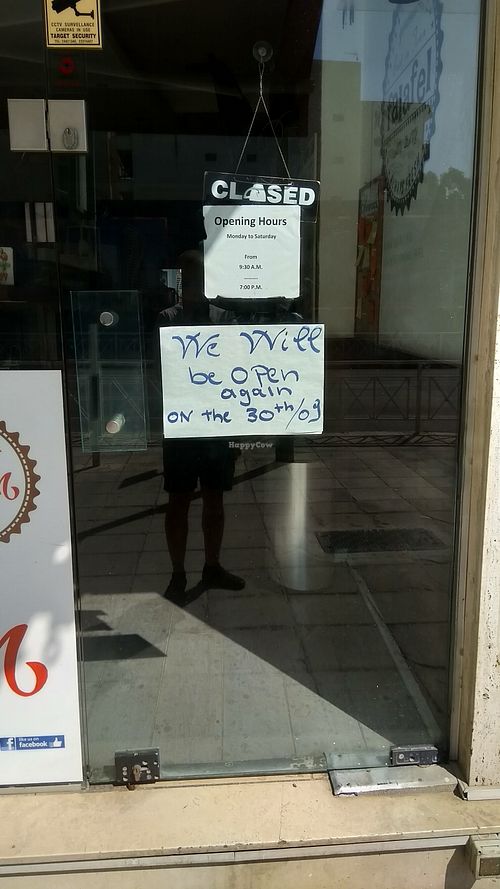 CCTV SURVEILLANCE
CAMERAS IN USE
TARGET SECURITY
CLOSED
falafel
Opening Hours
Monday to Saturday
From
9:30 A.M.
7:00 P.M.
We Will
be OPen
again
ON the 30th/09
HappyCow
like us on
facebook